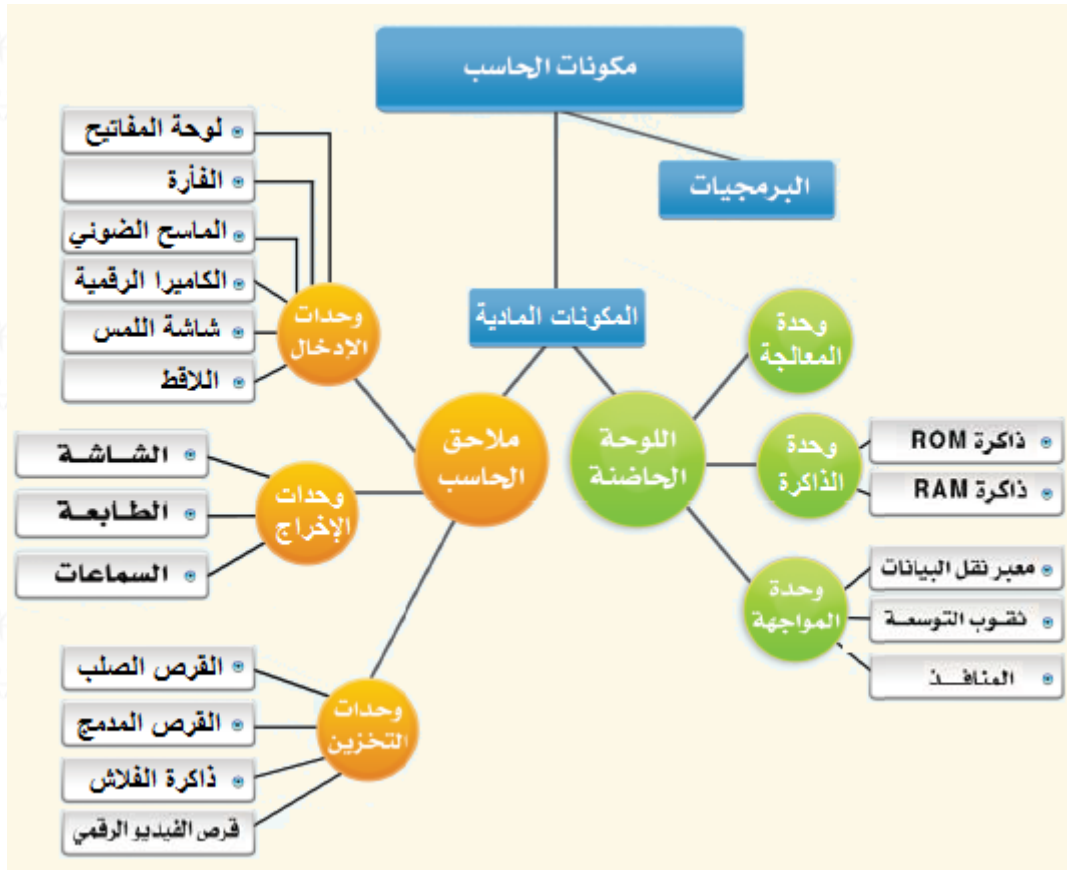 مكونات الحاسب
البرمجيات
المكونات المادية
اللوحة
الحاضنة
وحدة
المعالجة
وحدة
الذاكرة
ذاكرة ROM
ذاكرة RAM
وحدة
المواجهة
معبر نقل البيانات
ثقوب التوسعة
المنافذ
ملاحق
الحاسب
وحدات
الإدخال
لوحة المفاتيح
الفأرة
الماسح الضوني
الكاميرا الرقمية
شاشة اللمس
اللاقط
وحدات
الإخراج
الشاشة
الطابعة
السماعات
وحدات
التخزين
القرص الصلب
القرص المدمج
ذاكرة الفلاش
قرص الفيديو الرقمي